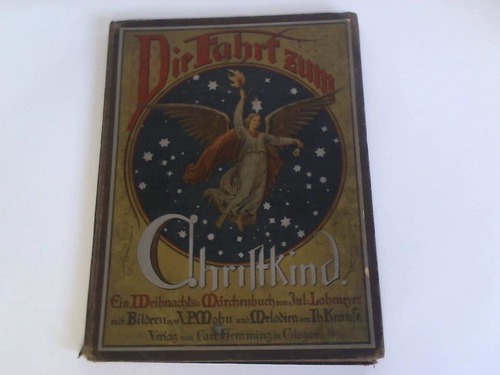 Die Fahrt zum
Christkind.
Ein Weihnachts-Märchenbuch von Jul: Lohmeyer
mit Bildern von V.P.Mohn und Melodien von Th. Krause.
Verlag von Carl Flemming in Glogau.